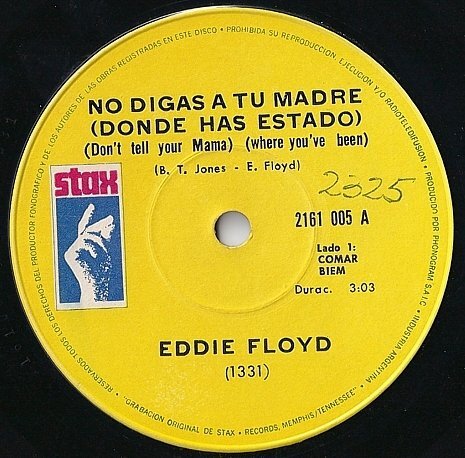 RESERVADOS TODOS LOS DERECHOS DEL PRODUCTOR FONOGRAFICO Y DE LOS AUTORES DE LAS OBRAS REGISTRADAS EN ESTE DISCO • PROHIBIDA SU REPRODUCCION, EJECUCION Y/O RADIOTELEDIFUSION • PRODUCIDO POR PHONOGRAM S.A.I.C. • INDUSTRIA ARGENTINA
NO DIGAS A TU MADRE
(DONDE HAS ESTADO)
(Don't tell your Mama) (where you've been)
(B. T. Jones - E. Floyd)
stax
2325
2161 005 A
Lado 1:
COMAR
BIEM
Durac. 3:03
EDDIE FLOYD
(1331)
"GRABACION ORIGINAL DE STAX • RECORDS, MEMPHIS/TENNESSEE"